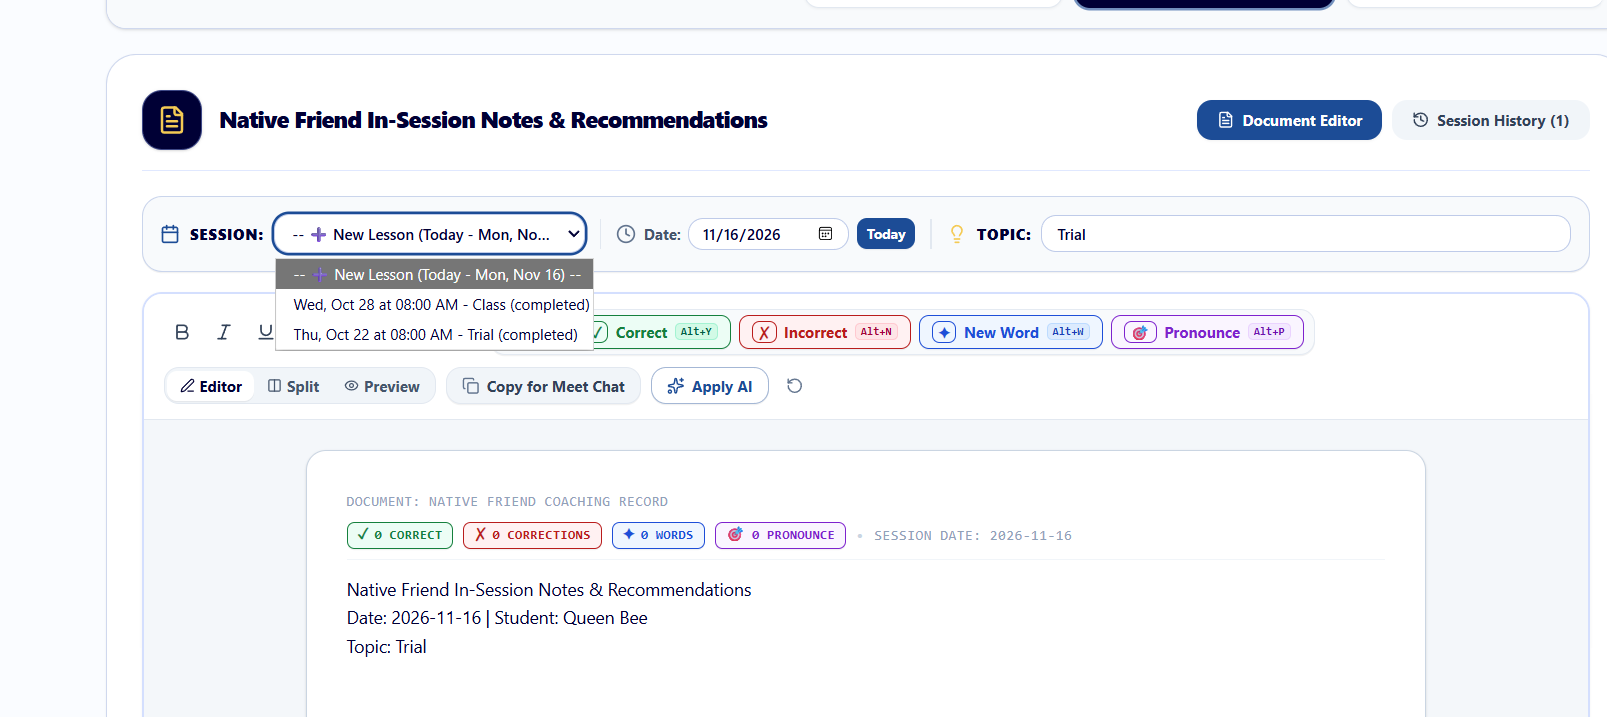 Native Friend In-Session Notes & Recommendations
Document Editor
Session History (1)
SESSION:
-- ➕ New Lesson (Today - Mon, No...
Date:
11/16/2026
Today
TOPIC:
Trial
-- ➕ New Lesson (Today - Mon, Nov 16) --
Wed, Oct 28 at 08:00 AM - Class (completed)
Thu, Oct 22 at 08:00 AM - Trial (completed)
B I U
✓ Correct Alt+Y
✗ Incorrect Alt+N
✦ New Word Alt+W
🎯 Pronounce Alt+P
Editor
Split
Preview
Copy for Meet Chat
Apply AI
DOCUMENT: NATIVE FRIEND COACHING RECORD
✓ 0 CORRECT
✗ 0 CORRECTIONS
✦ 0 WORDS
🎯 0 PRONOUNCE
• SESSION DATE: 2026-11-16
Native Friend In-Session Notes & Recommendations
Date: 2026-11-16 | Student: Queen Bee
Topic: Trial